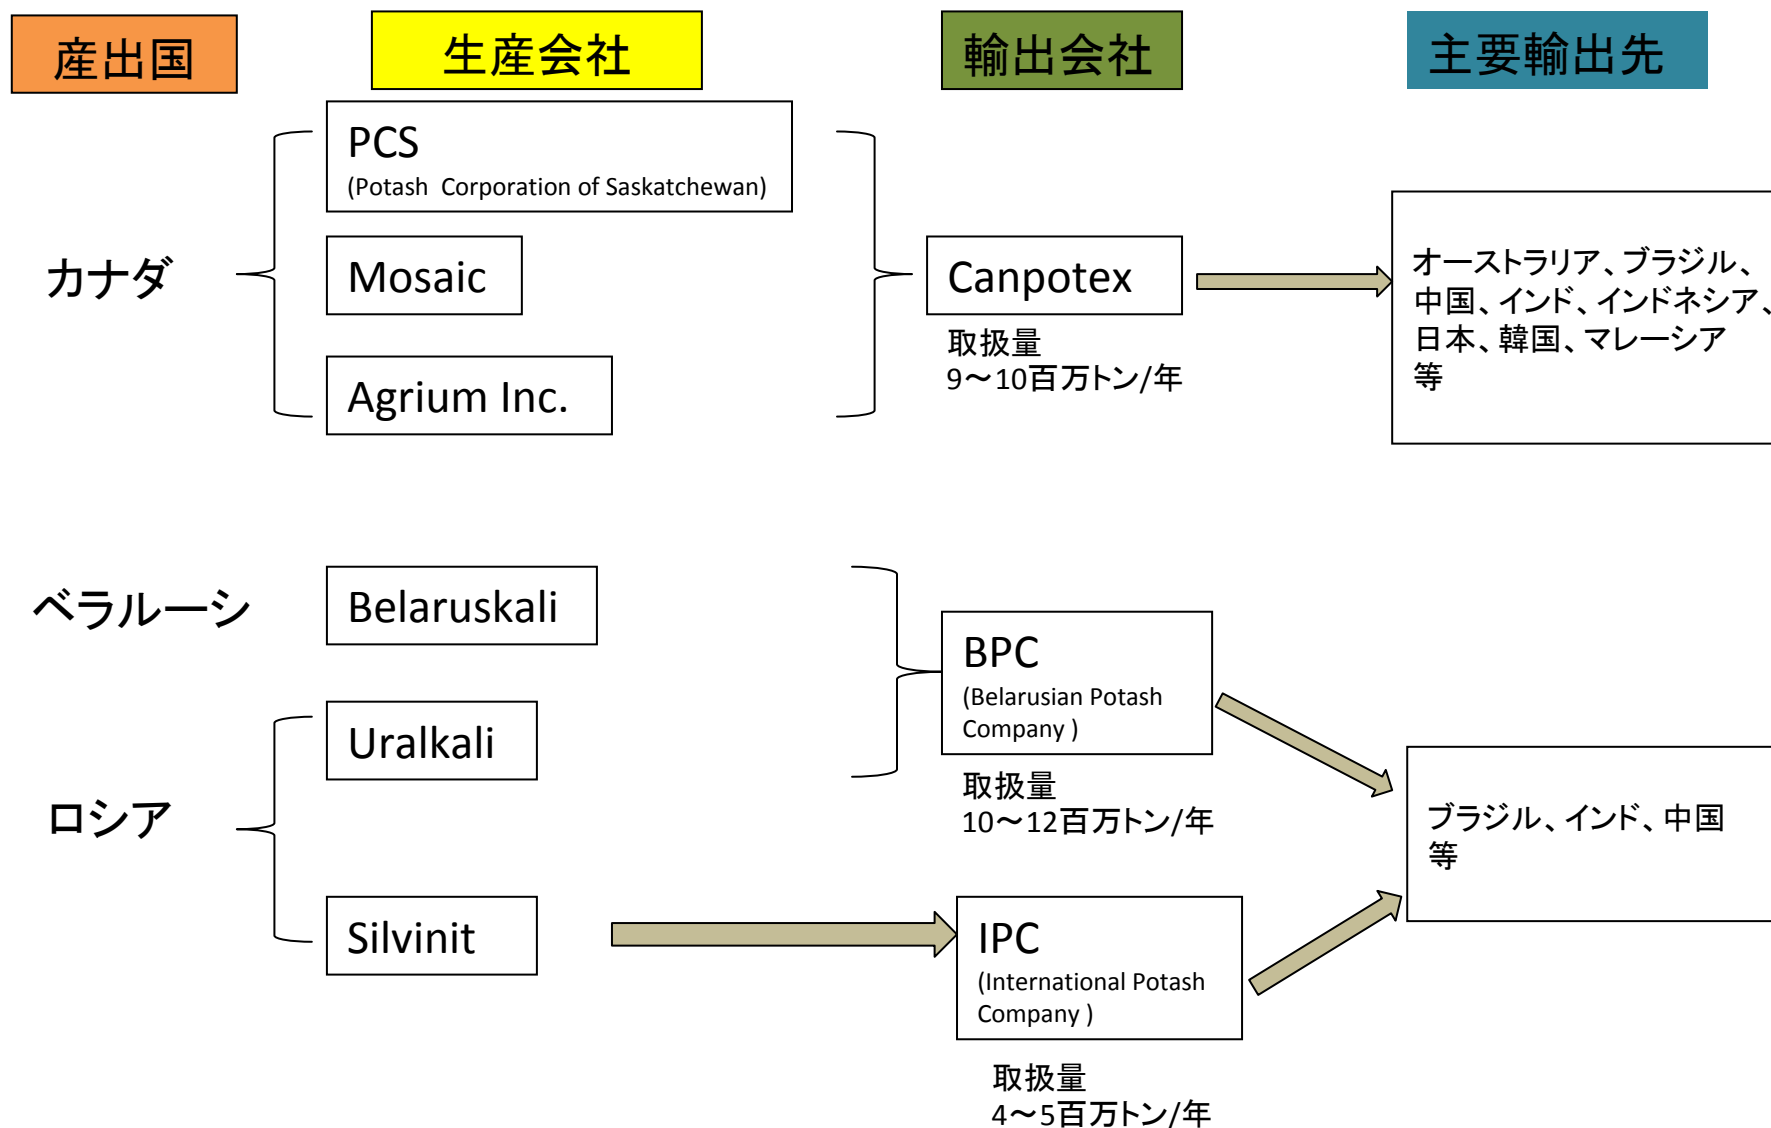 産出国
生産会社
輸出会社
主要輸出先
カナダ
PCS
(Potash Corporation of Saskatchewan)
Mosaic
Agrium Inc.
Canpotex
取扱量
9～10百万トン/年
オーストラリア、ブラジル、
中国、インド、インドネシア、
日本、韓国、マレーシア
等
ベラルーシ
Belaruskali
ロシア
Uralkali
Silvinit
BPC
(Belarusian Potash
Company )
取扱量
10～12百万トン/年
IPC
(International Potash
Company )
取扱量
4～5百万トン/年
ブラジル、インド、中国
等